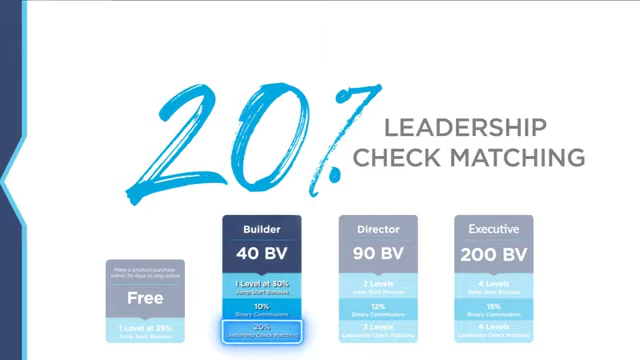 20%
LEADERSHIP
CHECK MATCHING
Make a product purchase
within 30 days to stay active
Free
1 Level at 25%
Jump Start Bonuses
Builder
40 BV
1 Level at 30%
Jump Start Bonuses
10%
Binary Commissions
20%
Leadership Check Matching
Director
90 BV
2 Levels
Jump Start Bonuses
12%
Binary Commissions
2 Levels
Leadership Check Matching
Executive
200 BV
4 Levels
Jump Start Bonuses
15%
Binary Commissions
4 Levels
Leadership Check Matching